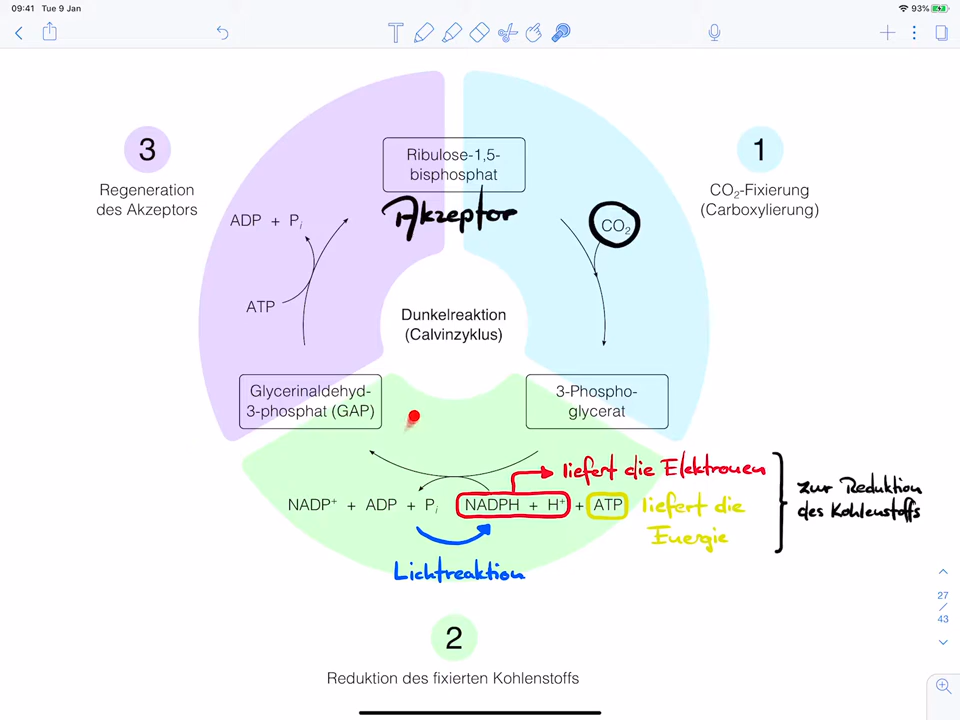 09:41 Tue 9 Jan
93%
3
Regeneration
des Akzeptors
Ribulose-1,5-
bisphosphat
Akzeptor
1
CO₂-Fixierung
(Carboxylierung)
ADP + Pᵢ
CO₂
ATP
Dunkelreaktion
(Calvinzyklus)
Glycerinaldehyd-
3-phosphat (GAP)
3-Phospho-
glycerat
liefert die Elektronen
NADP⁺ + ADP + Pᵢ NADPH + H⁺ + ATP
liefert die
Energie
zur Reduktion
des Kohlenstoffs
Lichtreaktion
27
/
43
2
Reduktion des fixierten Kohlenstoffs